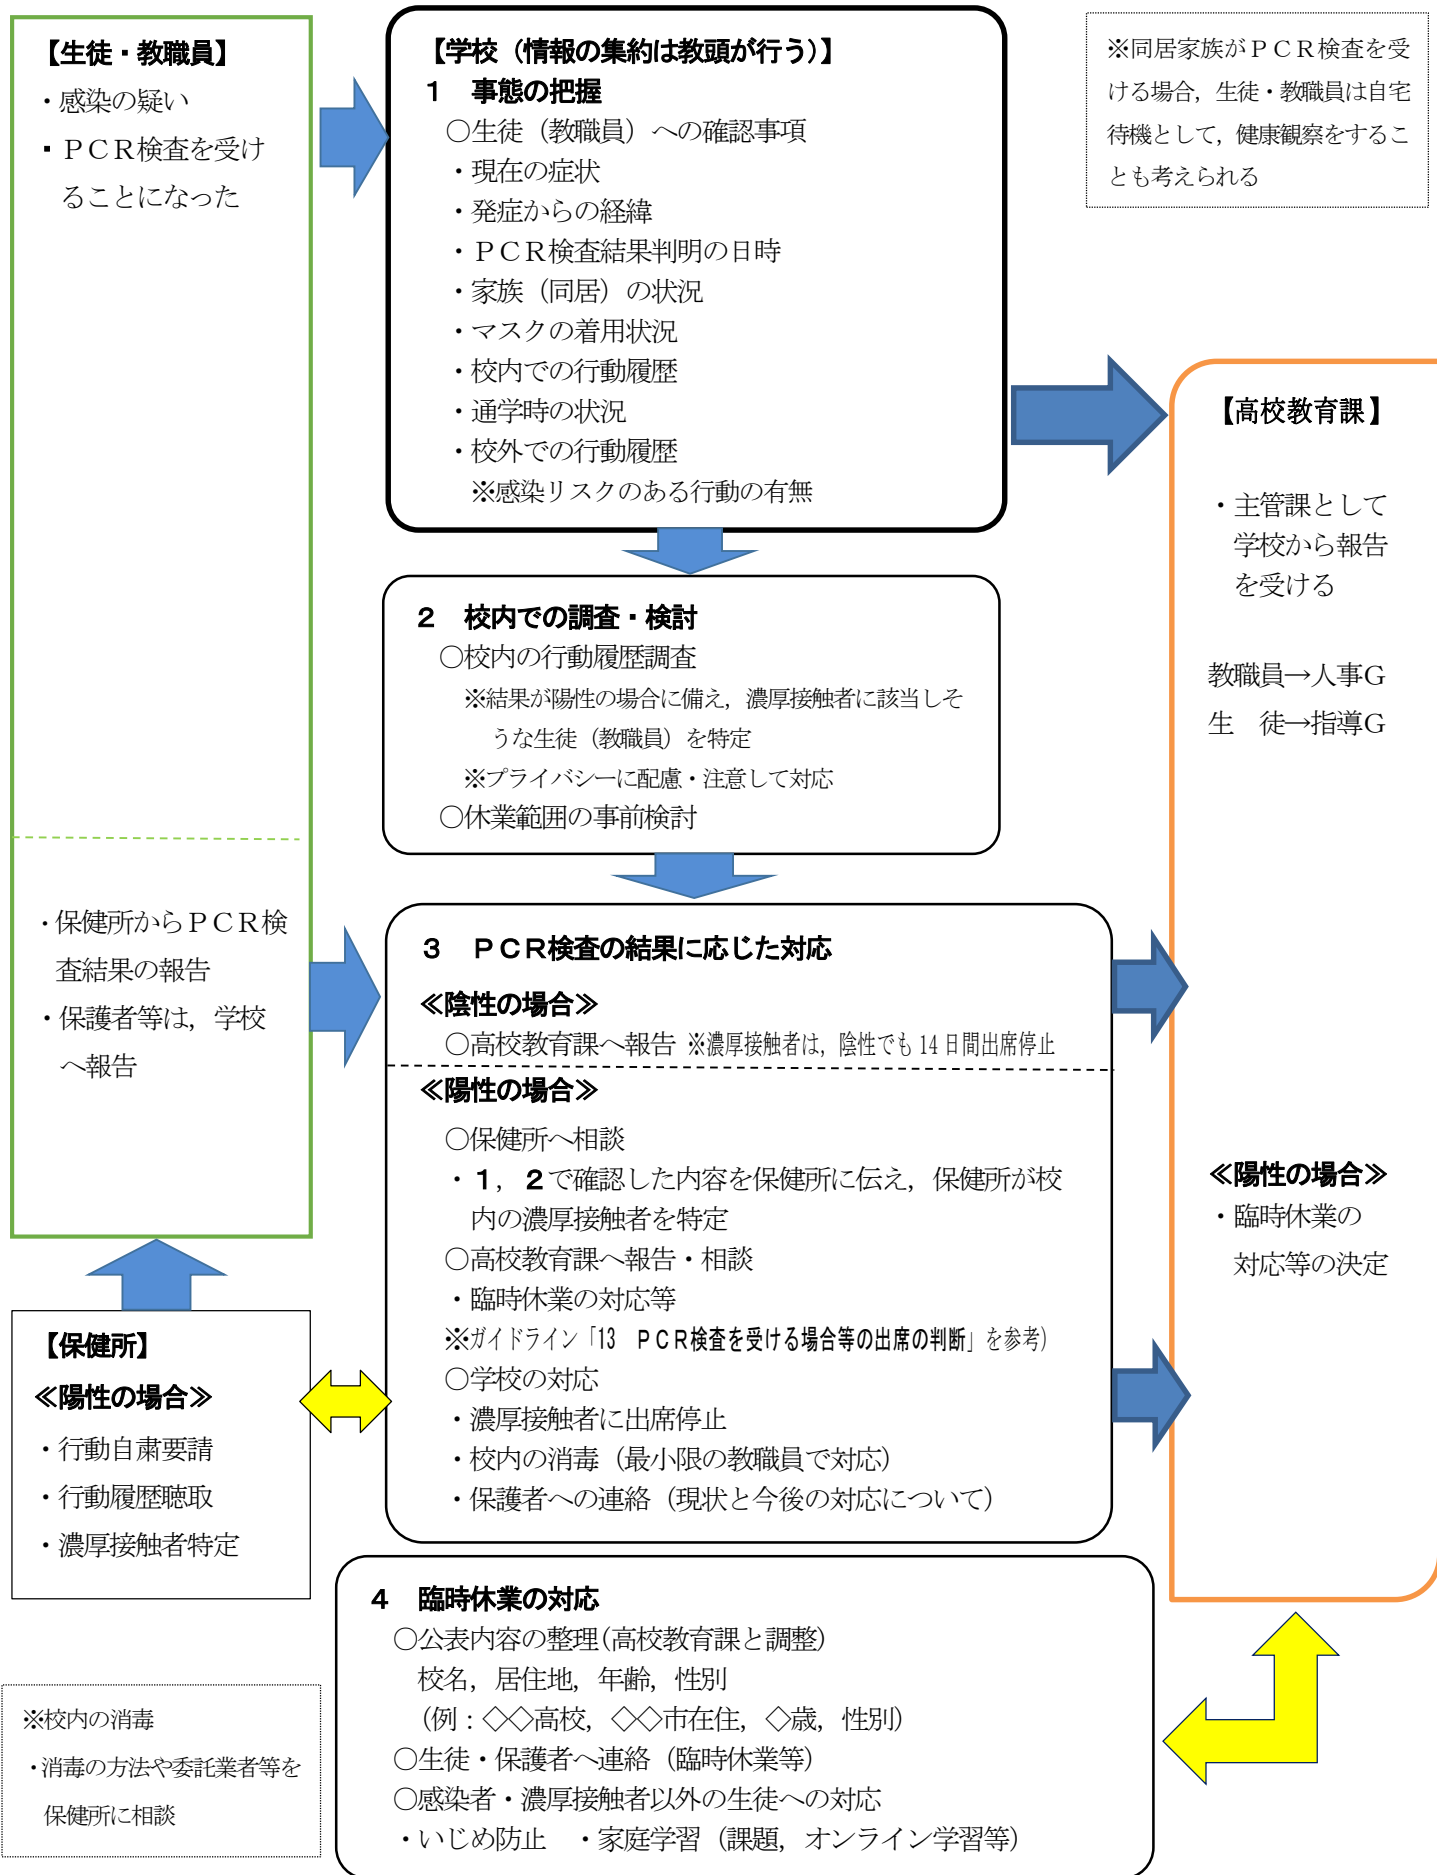 【生徒・教職員】
・感染の疑い
・ＰＣＲ検査を受け
ることになった
・保健所からＰＣＲ検
査結果の報告
・保護者等は，学校
へ報告
【保健所】
≪陽性の場合≫
・行動自粛要請
・行動履歴聴取
・濃厚接触者特定
※校内の消毒
・消毒の方法や委託業者等を
保健所に相談
【学校（情報の集約は教頭が行う）】
１　事態の把握
○生徒（教職員）への確認事項
・現在の症状
・発症からの経緯
・ＰＣＲ検査結果判明の日時
・家族（同居）の状況
・マスクの着用状況
・校内での行動履歴
・通学時の状況
・校外での行動履歴
※感染リスクのある行動の有無
２　校内での調査・検討
○校内の行動履歴調査
※結果が陽性の場合に備え，濃厚接触者に該当しそ
うな生徒（教職員）を特定
※プライバシーに配慮・注意して対応
○休業範囲の事前検討
３　ＰＣＲ検査の結果に応じた対応
≪陰性の場合≫
○高校教育課へ報告 ※濃厚接触者は，陰性でも 14 日間出席停止
≪陽性の場合≫
○保健所へ相談
・１，２で確認した内容を保健所に伝え，保健所が校
内の濃厚接触者を特定
○高校教育課へ報告・相談
・臨時休業の対応等
※ガイドライン「13　ＰＣＲ検査を受ける場合等の出席の判断」を参考)
○学校の対応
・濃厚接触者に出席停止
・校内の消毒（最小限の教職員で対応）
・保護者への連絡（現状と今後の対応について）
４　臨時休業の対応
○公表内容の整理(高校教育課と調整)
校名，居住地，年齢，性別
（例：◇◇高校，◇◇市在住，◇歳，性別）
○生徒・保護者へ連絡（臨時休業等）
○感染者・濃厚接触者以外の生徒への対応
・いじめ防止　・家庭学習（課題，オンライン学習等）
※同居家族がＰＣＲ検査を受
ける場合，生徒・教職員は自宅
待機として，健康観察をするこ
とも考えられる
【高校教育課】
・主管課として
学校から報告
を受ける
教職員→人事Ｇ
生　徒→指導Ｇ
≪陽性の場合≫
・臨時休業の
対応等の決定